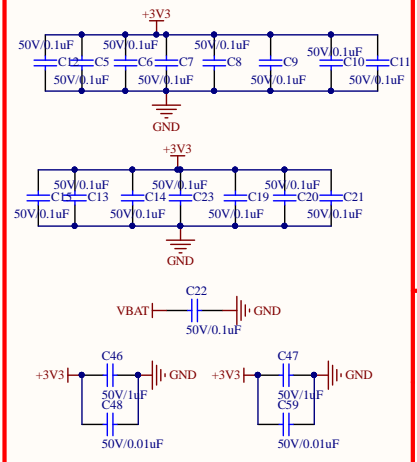 +3V3
50V/0.1uF 50V/0.1uF 50V/0.1uF 50V/0.1uF
C12 C5 C6 C7 C8 C9 C10 C11
50V/0.1uF 50V/0.1uF 50V/0.1uF 50V/0.1uF
GND
+3V3
50V/0.1uF 50V/0.1uF 50V/0.1uF
C15 C13 C14 C23 C19 C20 C21
50V/0.1uF 50V/0.1uF 50V/0.1uF 50V/0.1uF
GND
C22
VBAT GND
50V/0.1uF
C46 C47
+3V3 GND +3V3 GND
50V/1uF 50V/1uF
C48 C59
50V/0.01uF 50V/0.01uF